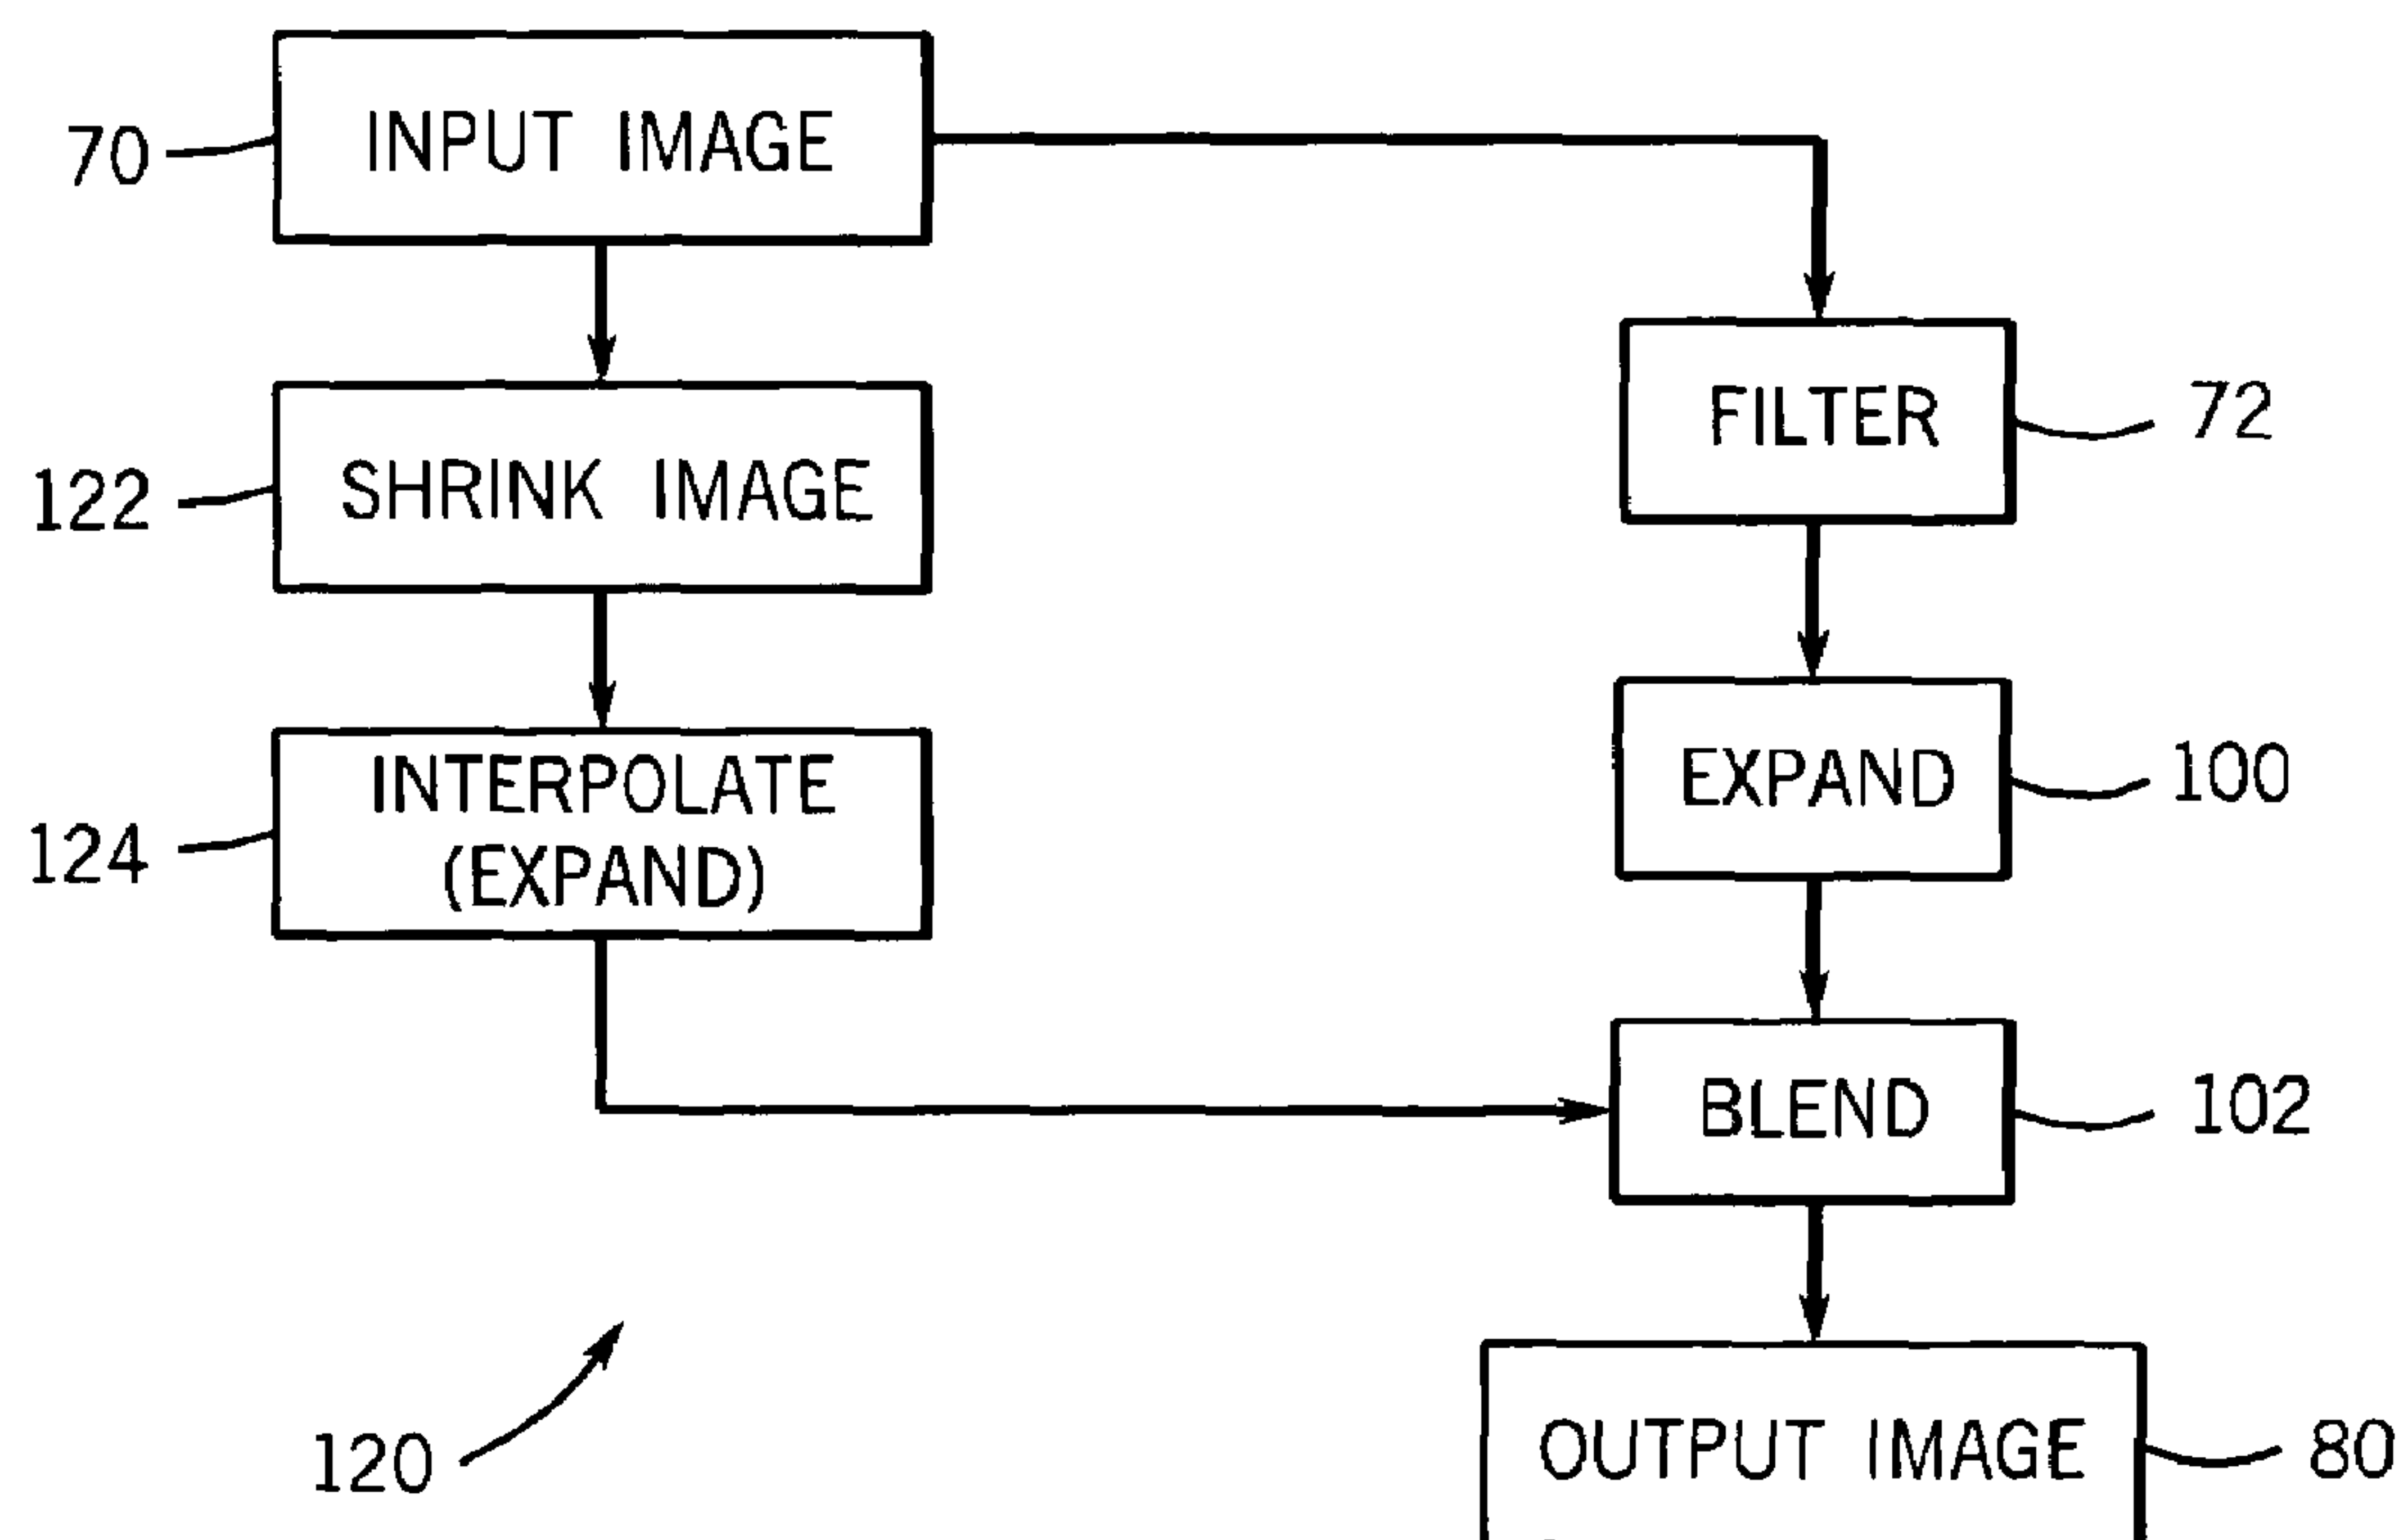 70
INPUT IMAGE
FILTER
72
122
SHRINK IMAGE
EXPAND
100
124
INTERPOLATE
(EXPAND)
BLEND
102
120
OUTPUT IMAGE
80